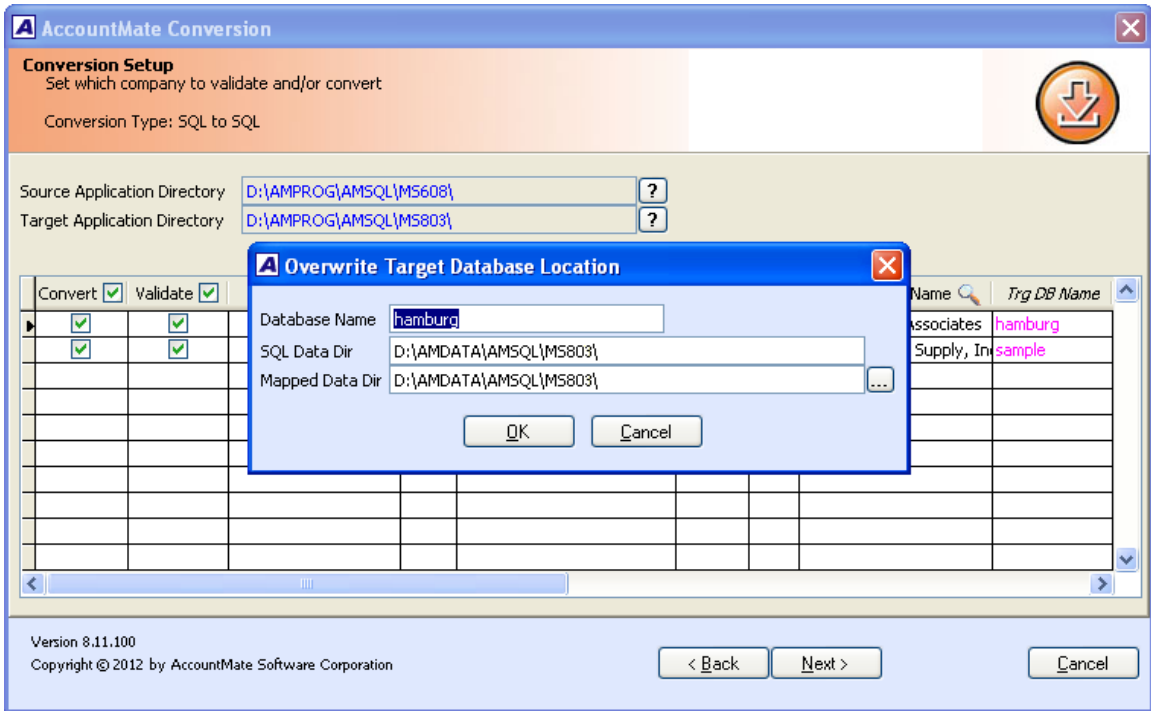 A AccountMate Conversion
Conversion Setup
Set which company to validate and/or convert
Conversion Type: SQL to SQL
Source Application Directory D:\AMPROG\AMSQL\MS608\ ?
Target Application Directory D:\AMPROG\AMSQL\MS803\ ?
A Overwrite Target Database Location
Database Name hamburg
SQL Data Dir D:\AMDATA\AMSQL\MS803\
Mapped Data Dir D:\AMDATA\AMSQL\MS803\ ...
OK Cancel
Convert Validate Name Trg DB Name
Associates hamburg
Supply, In sample
Version 8.11.100
Copyright © 2012 by AccountMate Software Corporation
< Back Next > Cancel